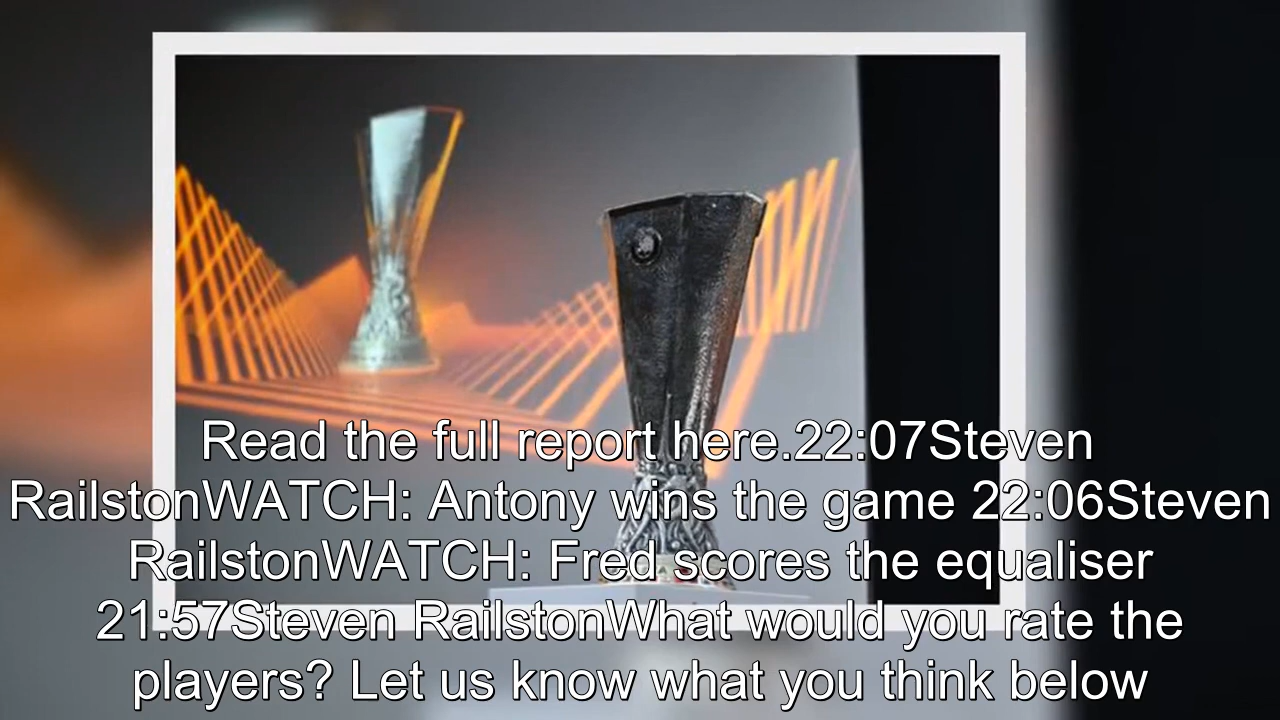 Read the full report here.22:07Steven
RailstonWATCH: Antony wins the game 22:06Steven
RailstonWATCH: Fred scores the equaliser
21:57Steven RailstonWhat would you rate the
players? Let us know what you think below